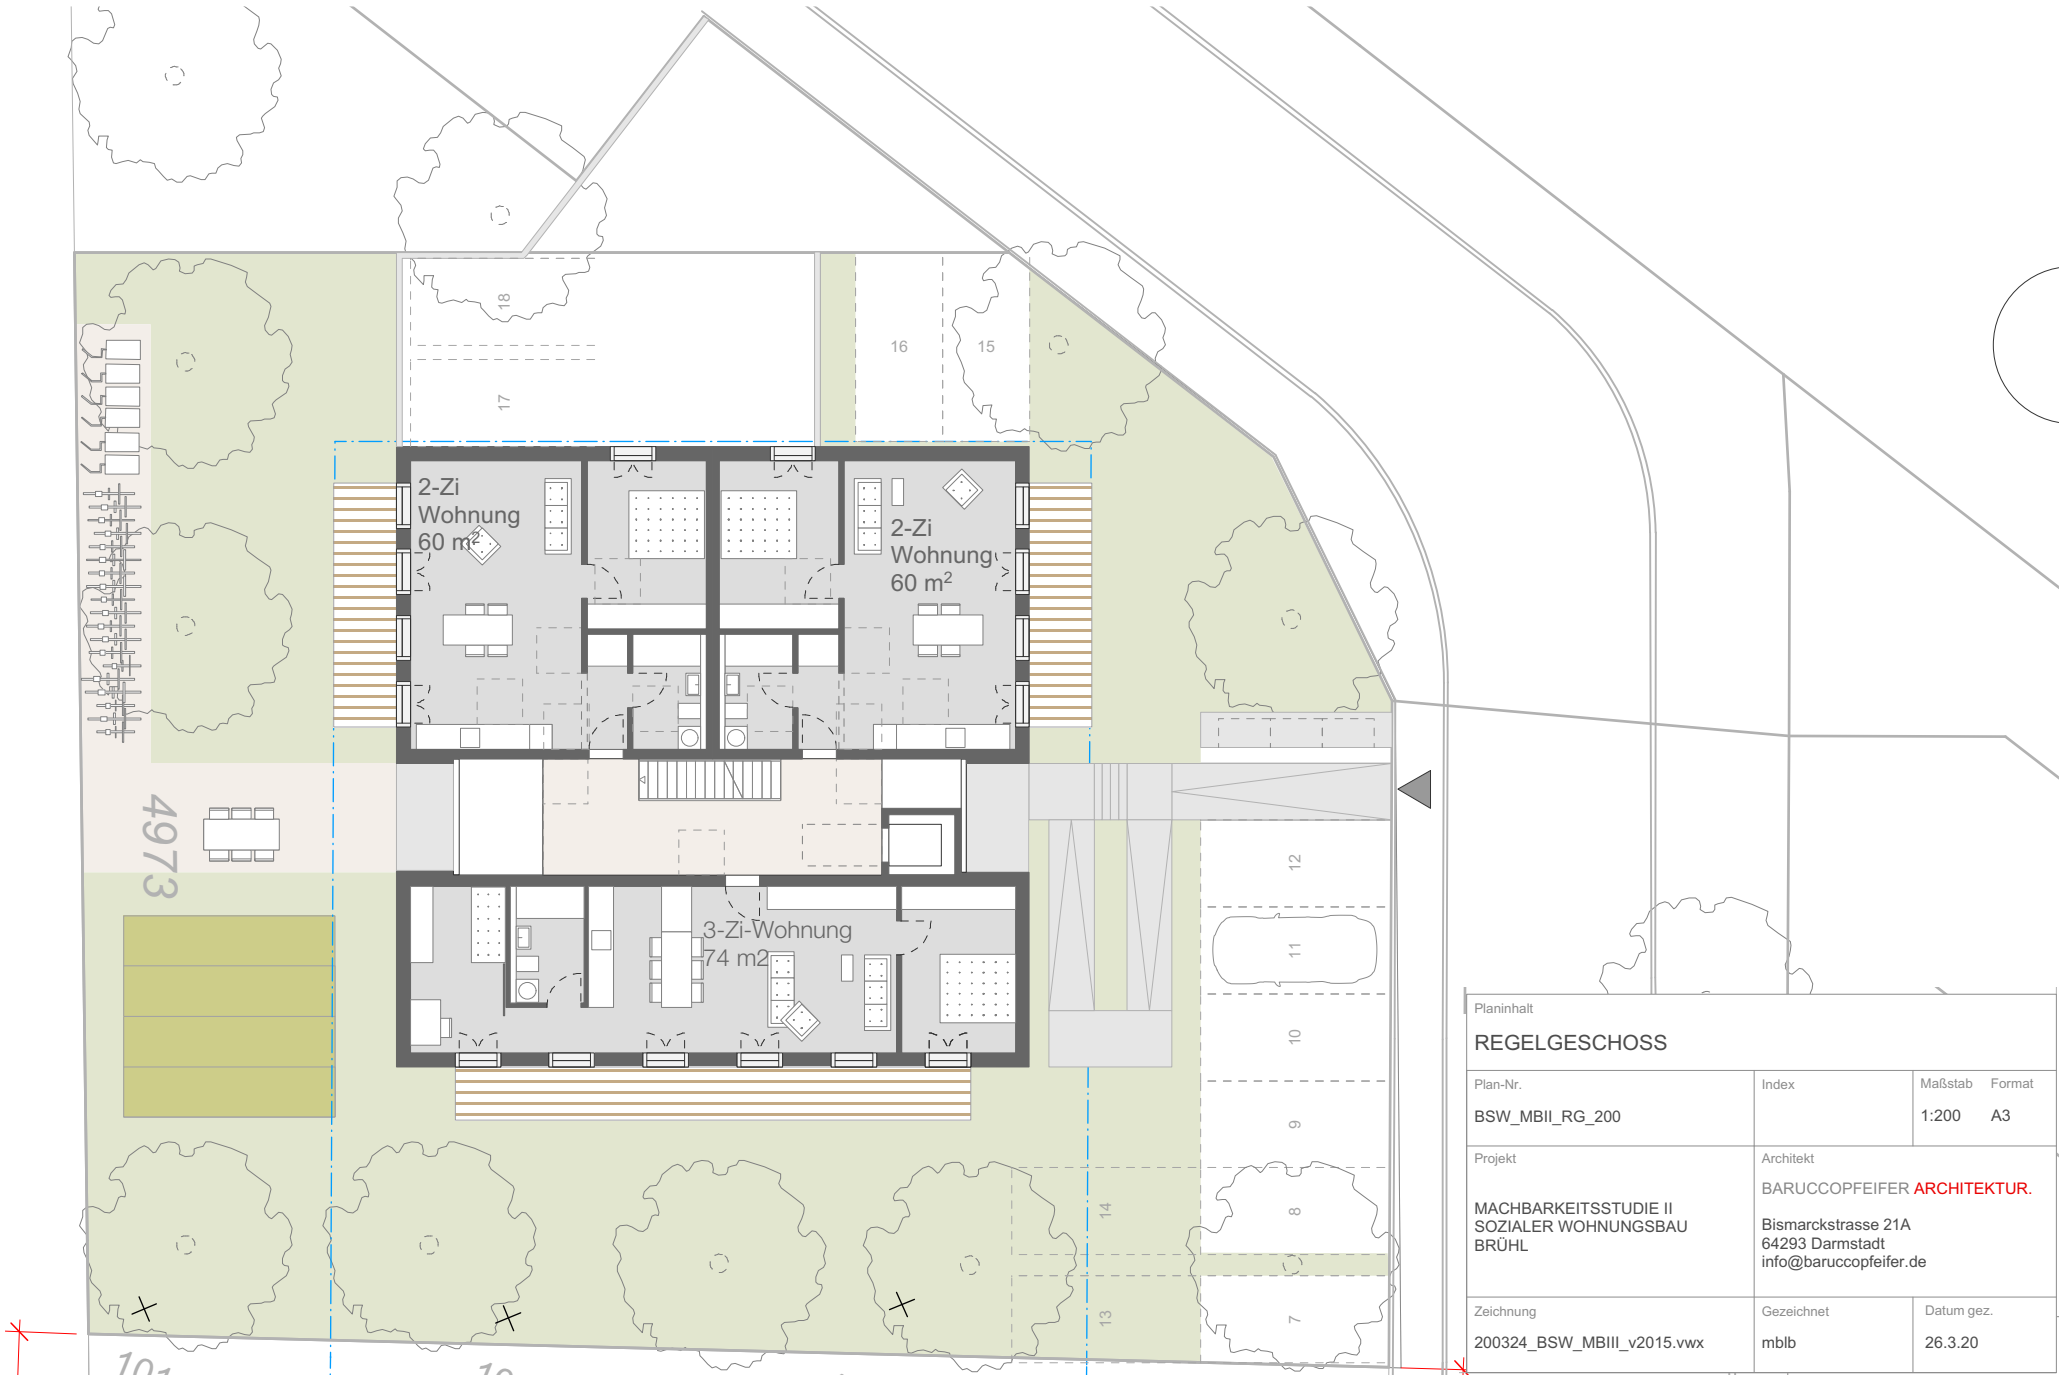 18
17
16
15
2-Zi
Wohnung
60 m²
2-Zi
Wohnung
60 m²
4973
12
11
10
9
8
7
14
13
3-Zi-Wohnung
74 m2
Planinhalt
REGELGESCHOSS
Plan-Nr.
BSW_MBII_RG_200
Index
Maßstab
1:200
Format
A3
Projekt
MACHBARKEITSSTUDIE II
SOZIALER WOHNUNGSBAU
BRÜHL
Architekt
BARUCCOPFEIFER ARCHITEKTUR.
Bismarckstrasse 21A
64293 Darmstadt
info@baruccopfeifer.de
Zeichnung
200324_BSW_MBIII_v2015.vwx
Gezeichnet
mblb
Datum gez.
26.3.20